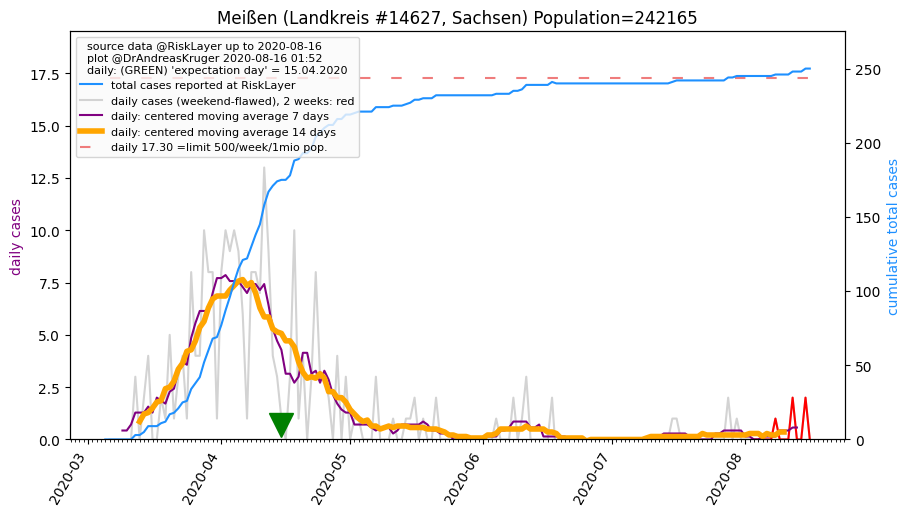 Meißen (Landkreis #14627, Sachsen) Population=242165
source data @RiskLayer up to 2020-08-16
plot @DrAndreasKruger 2020-08-16 01:52
daily: (GREEN) 'expectation day' = 15.04.2020
total cases reported at RiskLayer
daily cases (weekend-flawed), 2 weeks: red
daily: centered moving average 7 days
daily: centered moving average 14 days
daily 17.30 =limit 500/week/1mio pop.
daily cases
17.5
15.0
12.5
10.0
7.5
5.0
2.5
0.0
250
200
150
100
50
0
cumulative total cases
2020-03
2020-04
2020-05
2020-06
2020-07
2020-08